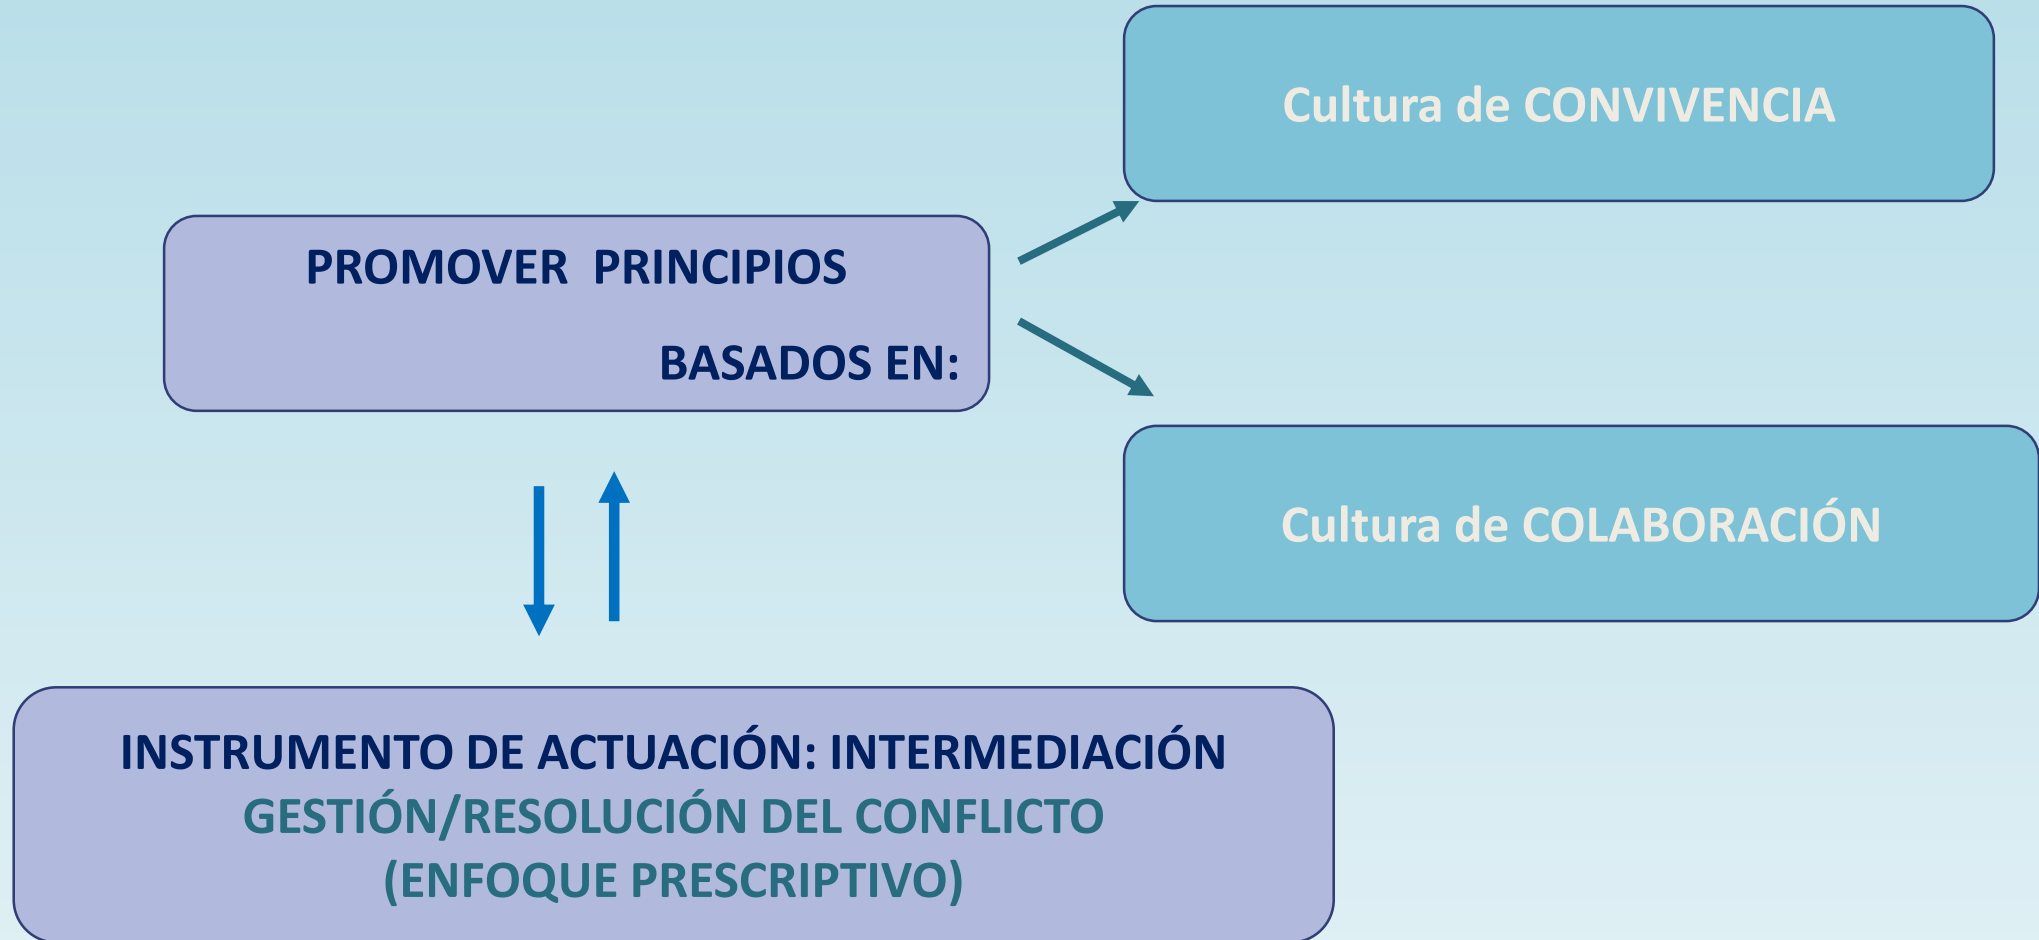 Cultura de CONVIVENCIA
PROMOVER PRINCIPIOS
BASADOS EN:
Cultura de COLABORACIÓN
INSTRUMENTO DE ACTUACIÓN: INTERMEDIACIÓN
GESTIÓN/RESOLUCIÓN DEL CONFLICTO
(ENFOQUE PRESCRIPTIVO)